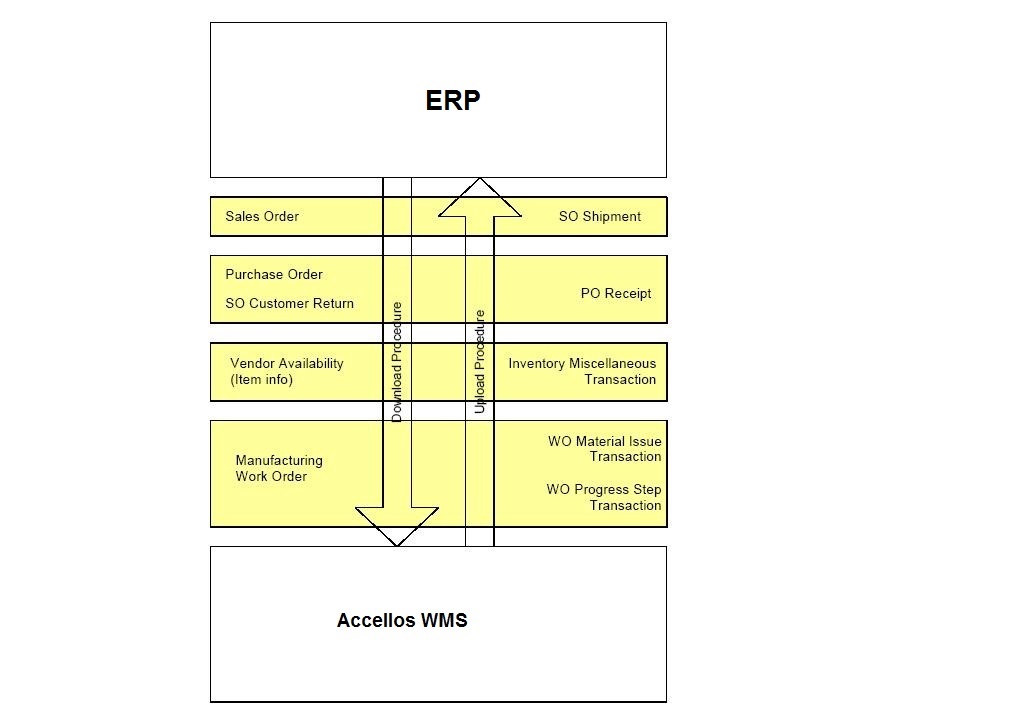 ERP
Sales Order
SO Shipment
Purchase Order
SO Customer Return
PO Receipt
Download Procedure
Upload Procedure
Vendor Availability
(Item info)
Inventory Miscellaneous
Transaction
Manufacturing
Work Order
WO Material Issue
Transaction
WO Progress Step
Transaction
Accellos WMS